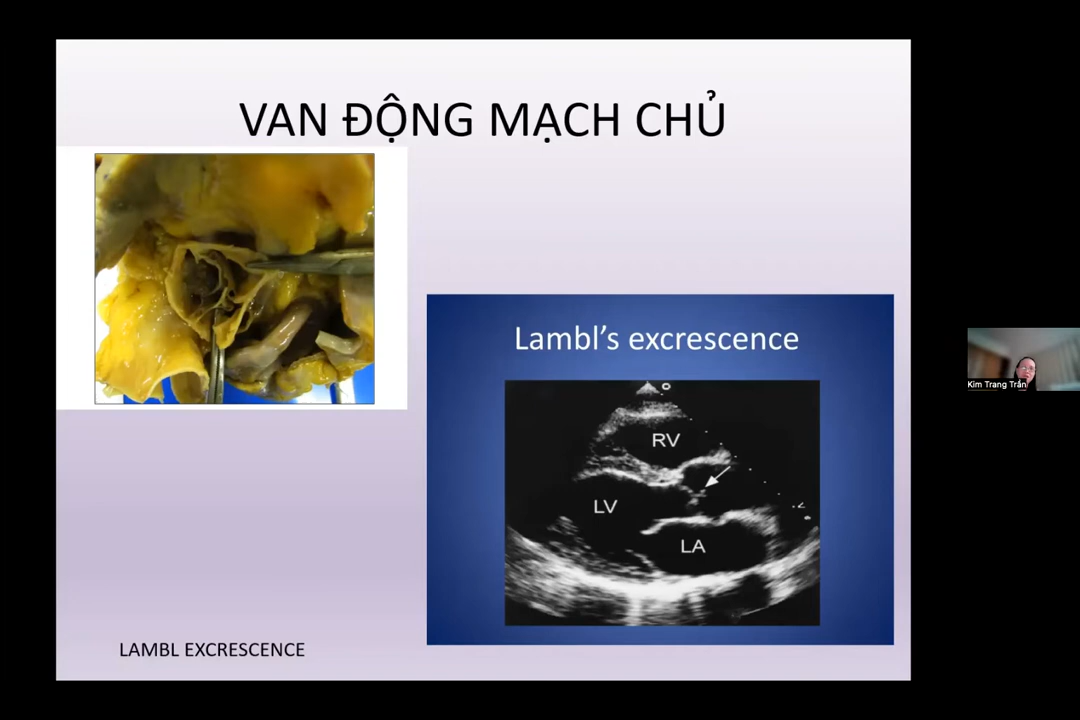 VAN ĐỘNG MẠCH CHỦ
Lambl’s excrescence
RV
LV
LA
LAMBL EXCRESCENCE
Kim Trang Trần